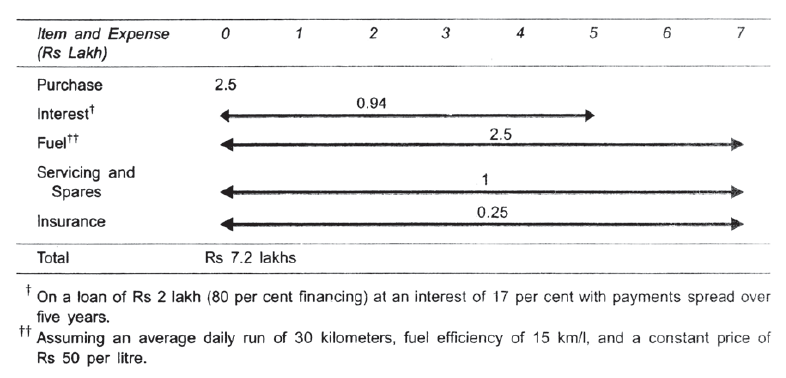 Item and Expense 0 1 2 3 4 5 6 7
(Rs Lakh)
Purchase 2.5
Interest† 0.94
Fuel†† 2.5
Servicing and
Spares 1
Insurance 0.25
Total Rs 7.2 lakhs
† On a loan of Rs 2 lakh (80 per cent financing) at an interest of 17 per cent with payments spread over
five years.
†† Assuming an average daily run of 30 kilometers, fuel efficiency of 15 km/l, and a constant price of
Rs 50 per litre.